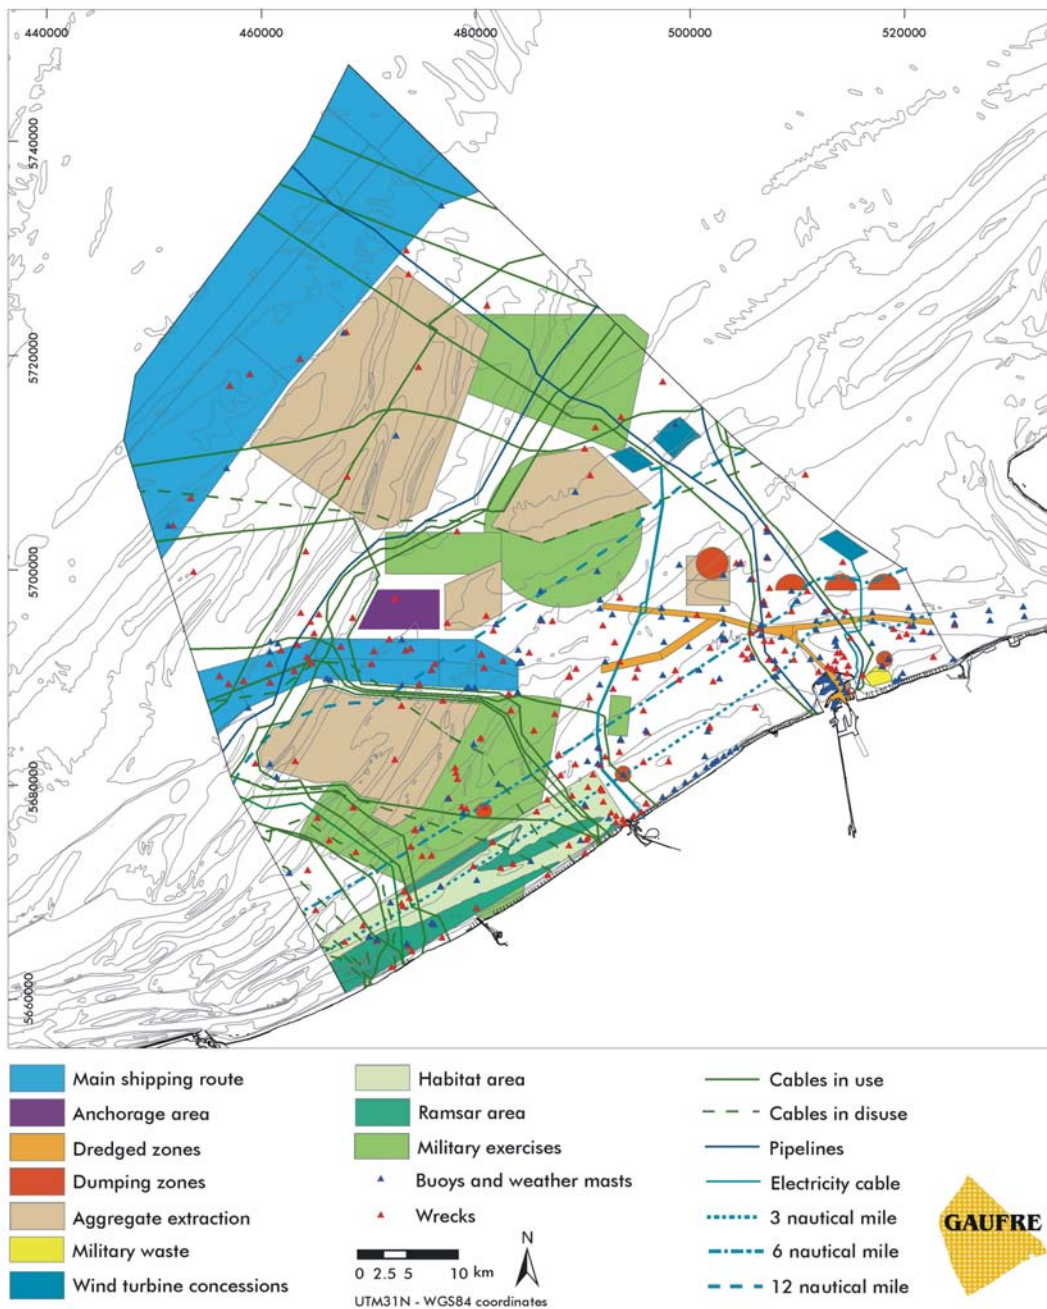 440000 460000 480000 500000 520000
5740000
5720000
5700000
5680000
5660000
Main shipping route
Anchorage area
Dredged zones
Dumping zones
Aggregate extraction
Military waste
Wind turbine concessions
Habitat area
Ramsar area
Military exercises
Buoys and weather masts
Wrecks
N
0 2.5 5 10 km
UTM31N - WGS84 coordinates
Cables in use
Cables in disuse
Pipelines
Electricity cable
3 nautical mile
6 nautical mile
12 nautical mile
GAUFRE